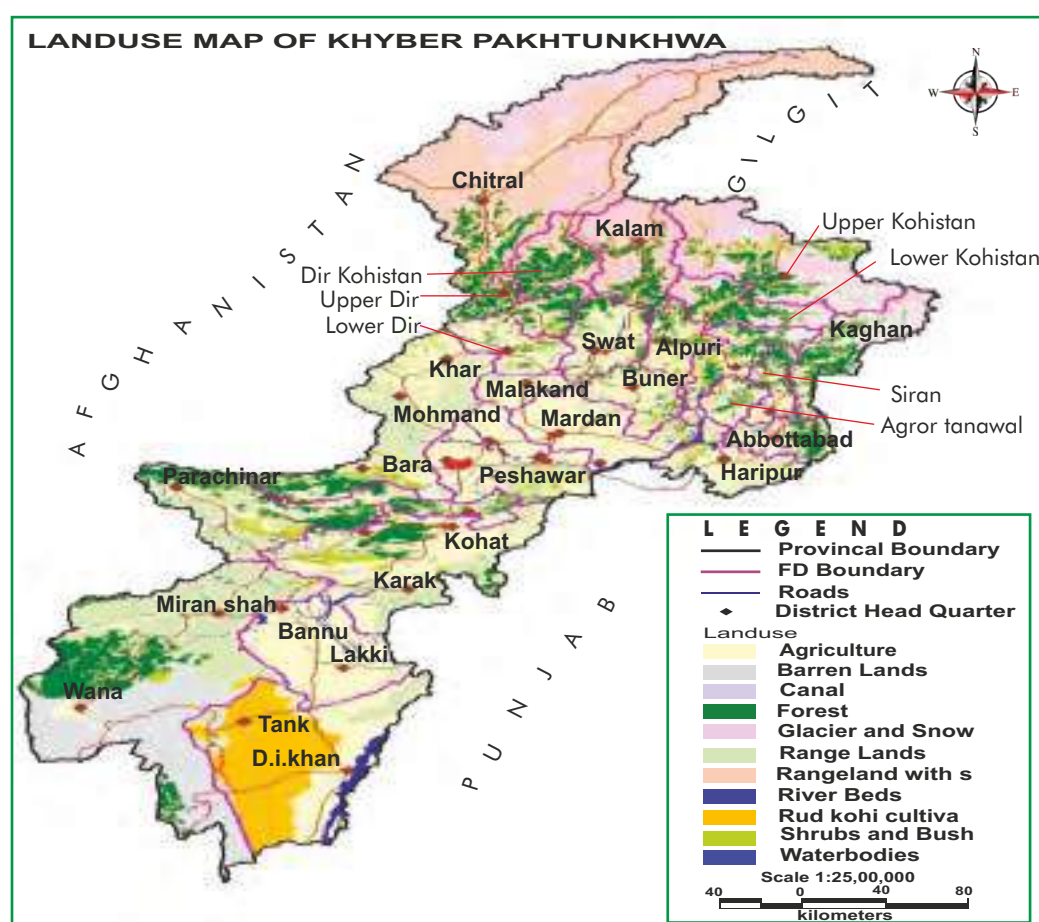 LANDUSE MAP OF KHYBER PAKHTUNKHWA
N
W E
S
GILGIT
AFGHANISTAN
Chitral
Kalam
Upper Kohistan
Lower Kohistan
Dir Kohistan
Upper Dir
Lower Dir
Kaghan
Swat
Alpuri
Khar
Malakand
Buner
Siran
Mohmand
Mardan
Agror tanawal
Abbottabad
Bara
Peshawar
Haripur
Parachinar
Kohat
Karak
Miran shah
Bannu
Lakki
Wana
Tank
D.i.khan
PUNJAB
LEGEND
Provincal Boundary
FD Boundary
Roads
District Head Quarter
Landuse
Agriculture
Barren Lands
Canal
Forest
Glacier and Snow
Range Lands
Rangeland with s
River Beds
Rud kohi cultiva
Shrubs and Bush
Waterbodies
Scale 1:25,00,000
40 0 40 80
kilometers